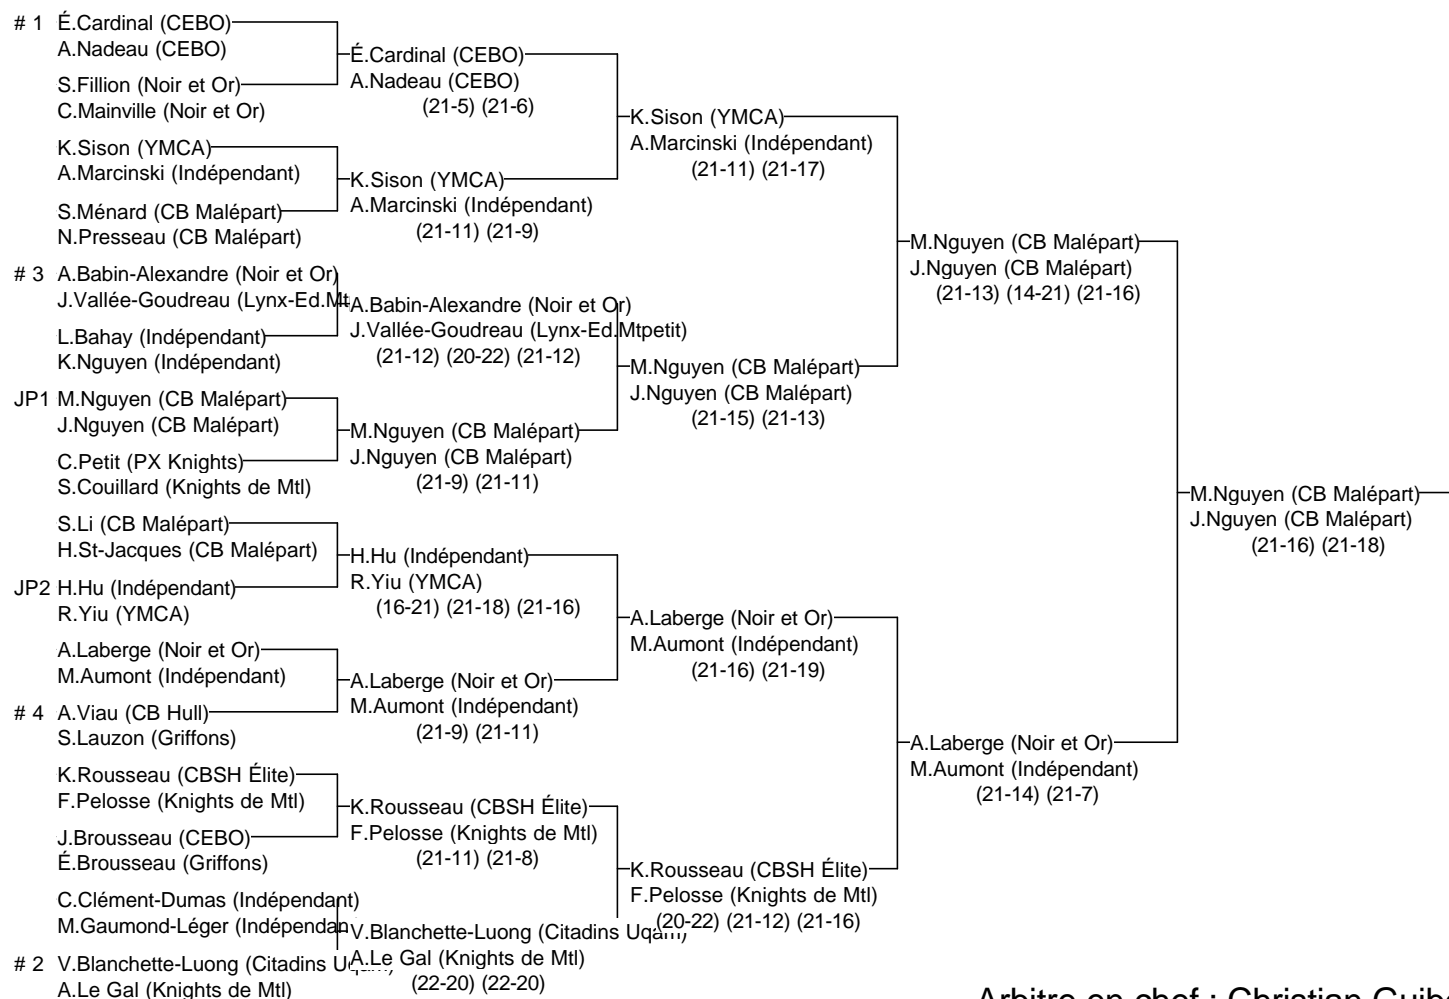 # 1 É.Cardinal (CEBO)
A.Nadeau (CEBO)
S.Fillion (Noir et Or)
C.Mainville (Noir et Or)
K.Sison (YMCA)
A.Marcinski (Indépendant)
S.Ménard (CB Malépart)
N.Presseau (CB Malépart)
# 3 A.Babin-Alexandre (Noir et Or)
J.Vallée-Goudreau (Lynx-Ed.Mt
L.Bahay (Indépendant)
K.Nguyen (Indépendant)
JP1 M.Nguyen (CB Malépart)
J.Nguyen (CB Malépart)
C.Petit (PX Knights)
S.Couillard (Knights de Mtl)
S.Li (CB Malépart)
H.St-Jacques (CB Malépart)
JP2 H.Hu (Indépendant)
R.Yiu (YMCA)
A.Laberge (Noir et Or)
M.Aumont (Indépendant)
# 4 A.Viau (CB Hull)
S.Lauzon (Griffons)
K.Rousseau (CBSH Élite)
F.Pelosse (Knights de Mtl)
J.Brousseau (CEBO)
É.Brousseau (Griffons)
C.Clément-Dumas (Indépendant)
M.Gaumond-Léger (Indépendan
# 2 V.Blanchette-Luong (Citadins
A.Le Gal (Knights de Mtl)
É.Cardinal (CEBO)
A.Nadeau (CEBO)
(21-5) (21-6)
K.Sison (YMCA)
A.Marcinski (Indépendant)
(21-11) (21-9)
A.Babin-Alexandre (Noir et Or)
J.Vallée-Goudreau (Lynx-Ed.Mtpetit)
(21-12) (20-22) (21-12)
M.Nguyen (CB Malépart)
J.Nguyen (CB Malépart)
(21-9) (21-11)
H.Hu (Indépendant)
R.Yiu (YMCA)
(16-21) (21-18) (21-16)
A.Laberge (Noir et Or)
M.Aumont (Indépendant)
(21-9) (21-11)
K.Rousseau (CBSH Élite)
F.Pelosse (Knights de Mtl)
(21-11) (21-8)
V.Blanchette-Luong (Citadins Uqam)
A.Le Gal (Knights de Mtl)
(22-20) (22-20)
K.Sison (YMCA)
A.Marcinski (Indépendant)
(21-11) (21-17)
M.Nguyen (CB Malépart)
J.Nguyen (CB Malépart)
(21-15) (21-13)
A.Laberge (Noir et Or)
M.Aumont (Indépendant)
(21-16) (21-19)
K.Rousseau (CBSH Élite)
F.Pelosse (Knights de Mtl)
(20-22) (21-12) (21-16)
M.Nguyen (CB Malépart)
J.Nguyen (CB Malépart)
(21-13) (14-21) (21-16)
A.Laberge (Noir et Or)
M.Aumont (Indépendant)
(21-14) (21-7)
M.Nguyen (CB Malépart)
J.Nguyen (CB Malépart)
(21-16) (21-18)
Arbitre en chef : Christian